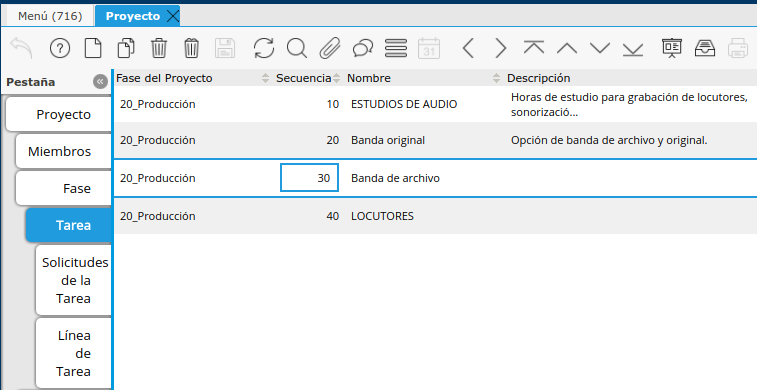 Menú (716) Proyecto
31
Pestaña
Proyecto
Miembros
Fase
Tarea
Solicitudes
de la
Tarea
Línea
de
Tarea
Fase del Proyecto Secuencia Nombre Descripción
20_Producción 10 ESTUDIOS DE AUDIO Horas de estudio para grabación de locutores,
sonorizació...
20_Producción 20 Banda original Opción de banda de archivo y original.
20_Producción 30 Banda de archivo
20_Producción 40 LOCUTORES